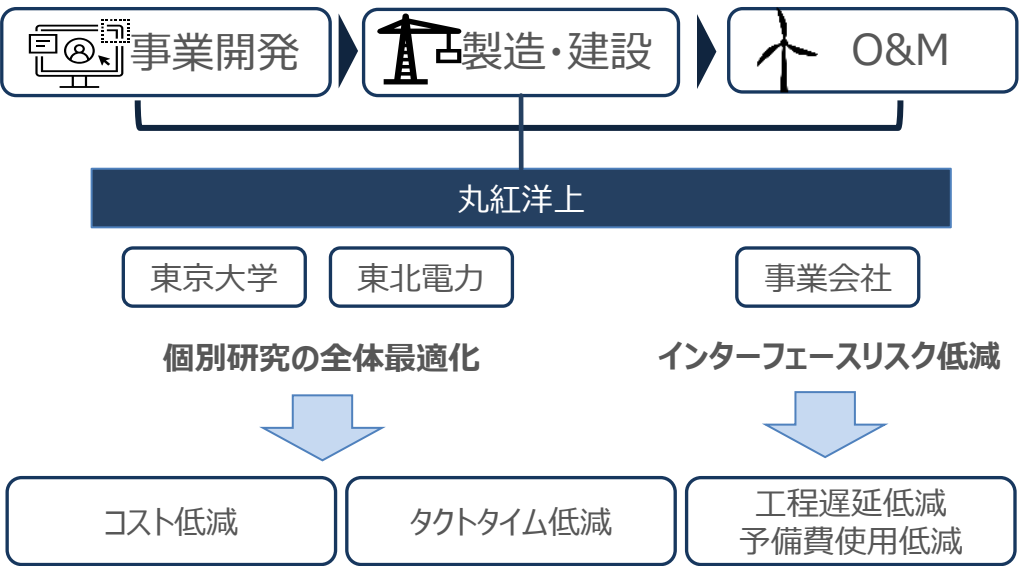 事業開発
製造・建設
O&M
丸紅洋上
東京大学
東北電力
事業会社
個別研究の全体最適化
インターフェースリスク低減
コスト低減
タクトタイム低減
工程遅延低減
予備費使用低減